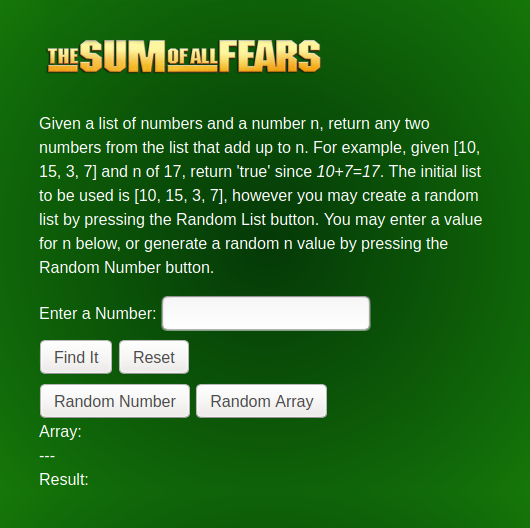 THE SUM OF ALL FEARS
Given a list of numbers and a number n, return any two
numbers from the list that add up to n. For example, given [10,
15, 3, 7] and n of 17, return 'true' since 10+7=17. The initial list
to be used is [10, 15, 3, 7], however you may create a random
list by pressing the Random List button. You may enter a value
for n below, or generate a random n value by pressing the
Random Number button.
Enter a Number:
Find It Reset
Random Number Random Array
Array:
---
Result: